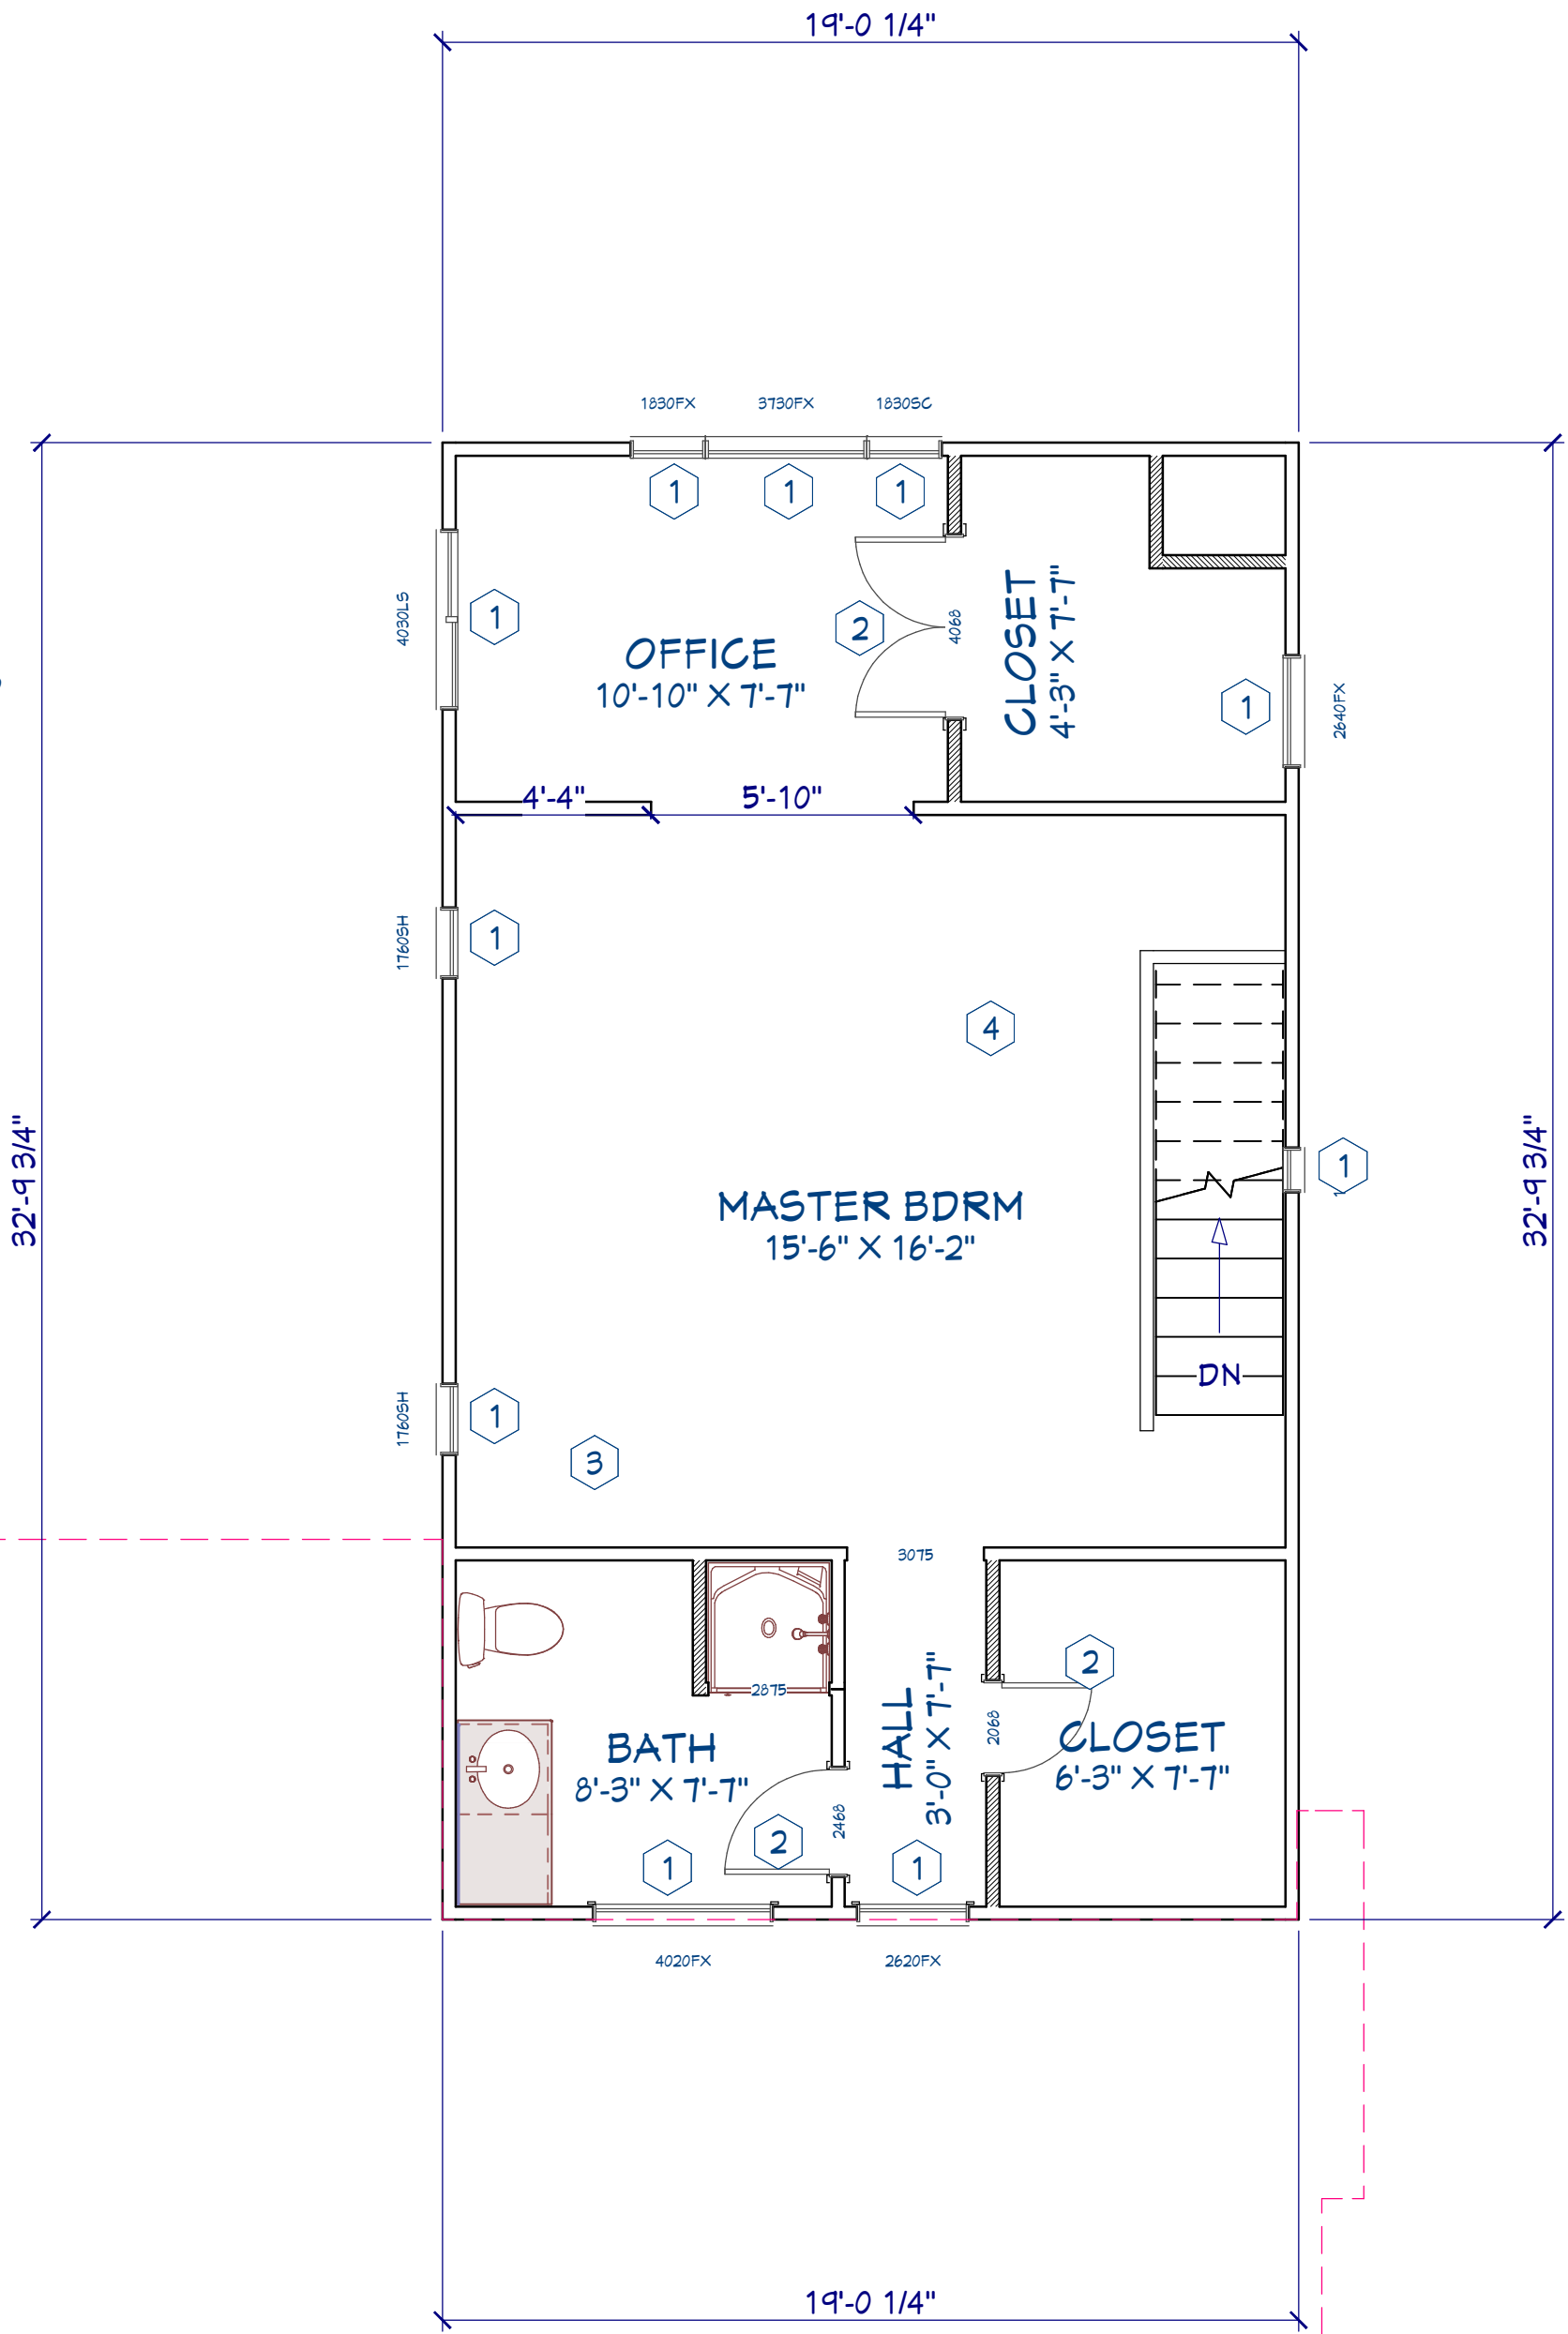 19'-0 1/4"
1830FX
3730FX
1830SC
1
1
1
4030LS
1
OFFICE
10'-10" X 7'-7"
2
4068
CLOSET
4'-3" X 7'-7"
1
2640FX
4'-4"
5'-10"
1760SH
1
4
32'-9 3/4"
32'-9 3/4"
1
MASTER BDRM
15'-6" X 16'-2"
DN
1760SH
1
3
3075
2875
HALL
3'-0" X 7'-7"
2
2068
BATH
8'-3" X 7'-7"
CLOSET
6'-3" X 7'-7"
2468
2
1
1
4020FX
2620FX
19'-0 1/4"